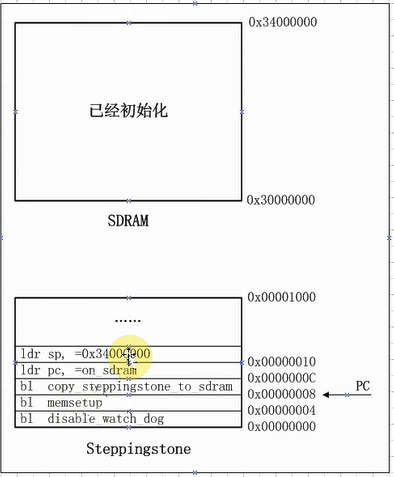 0x34000000
已经初始化
0x30000000
SDRAM
0x00001000
......
ldr sp, =0x34000000
ldr pc, =on_sdram
0x00000010
0x0000000C
bl copy_steppingstone_to_sdram
PC
0x00000008
bl memsetup
0x00000004
bl disable_watch_dog
0x00000000
Steppingstone